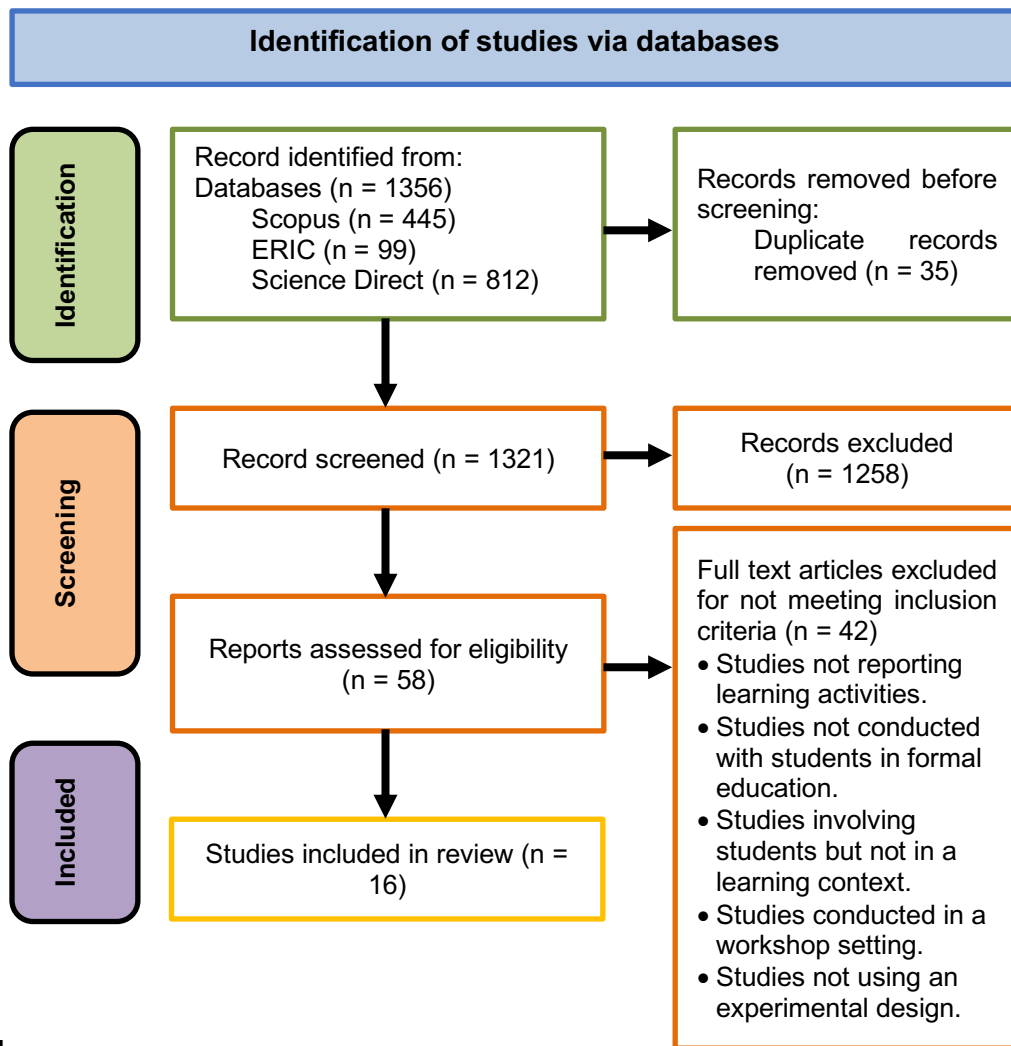 Identification of studies via databases
Identification
Record identified from:
Databases (n = 1356)
Scopus (n = 445)
ERIC (n = 99)
Science Direct (n = 812)
Records removed before
screening:
Duplicate records
removed (n = 35)
Screening
Record screened (n = 1321)
Records excluded
(n = 1258)
Reports assessed for eligibility
(n = 58)
Full text articles excluded
for not meeting inclusion
criteria (n = 42)
• Studies not reporting
learning activities.
• Studies not conducted
with students in formal
education.
• Studies involving
students but not in a
learning context.
• Studies conducted in a
workshop setting.
• Studies not using an
experimental design.
Included
Studies included in review (n =
16)